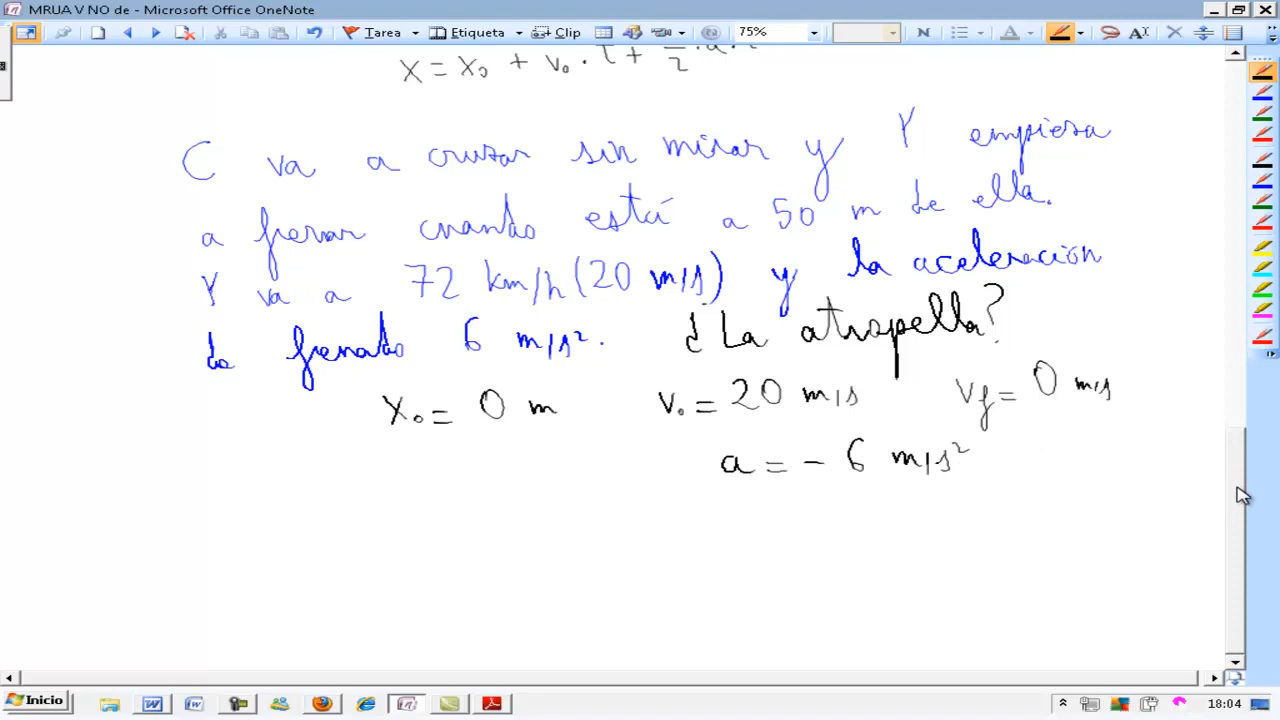 MRUA V NO de - Microsoft Office OneNote
Tarea Etiqueta Clip 75% N
X = X₀ + V₀ · t + 1/2 · a · t
C va a cruzar sin mirar y Y empieza
a frenar cuando está a 50 m de ella.
Y va a 72 km/h (20 m/s) y la aceleración
de frenado 6 m/s². ¿La atropella?
X₀ = 0 m V₀ = 20 m/s Vf = 0 m/s
a = - 6 m/s²
Inicio 18:04